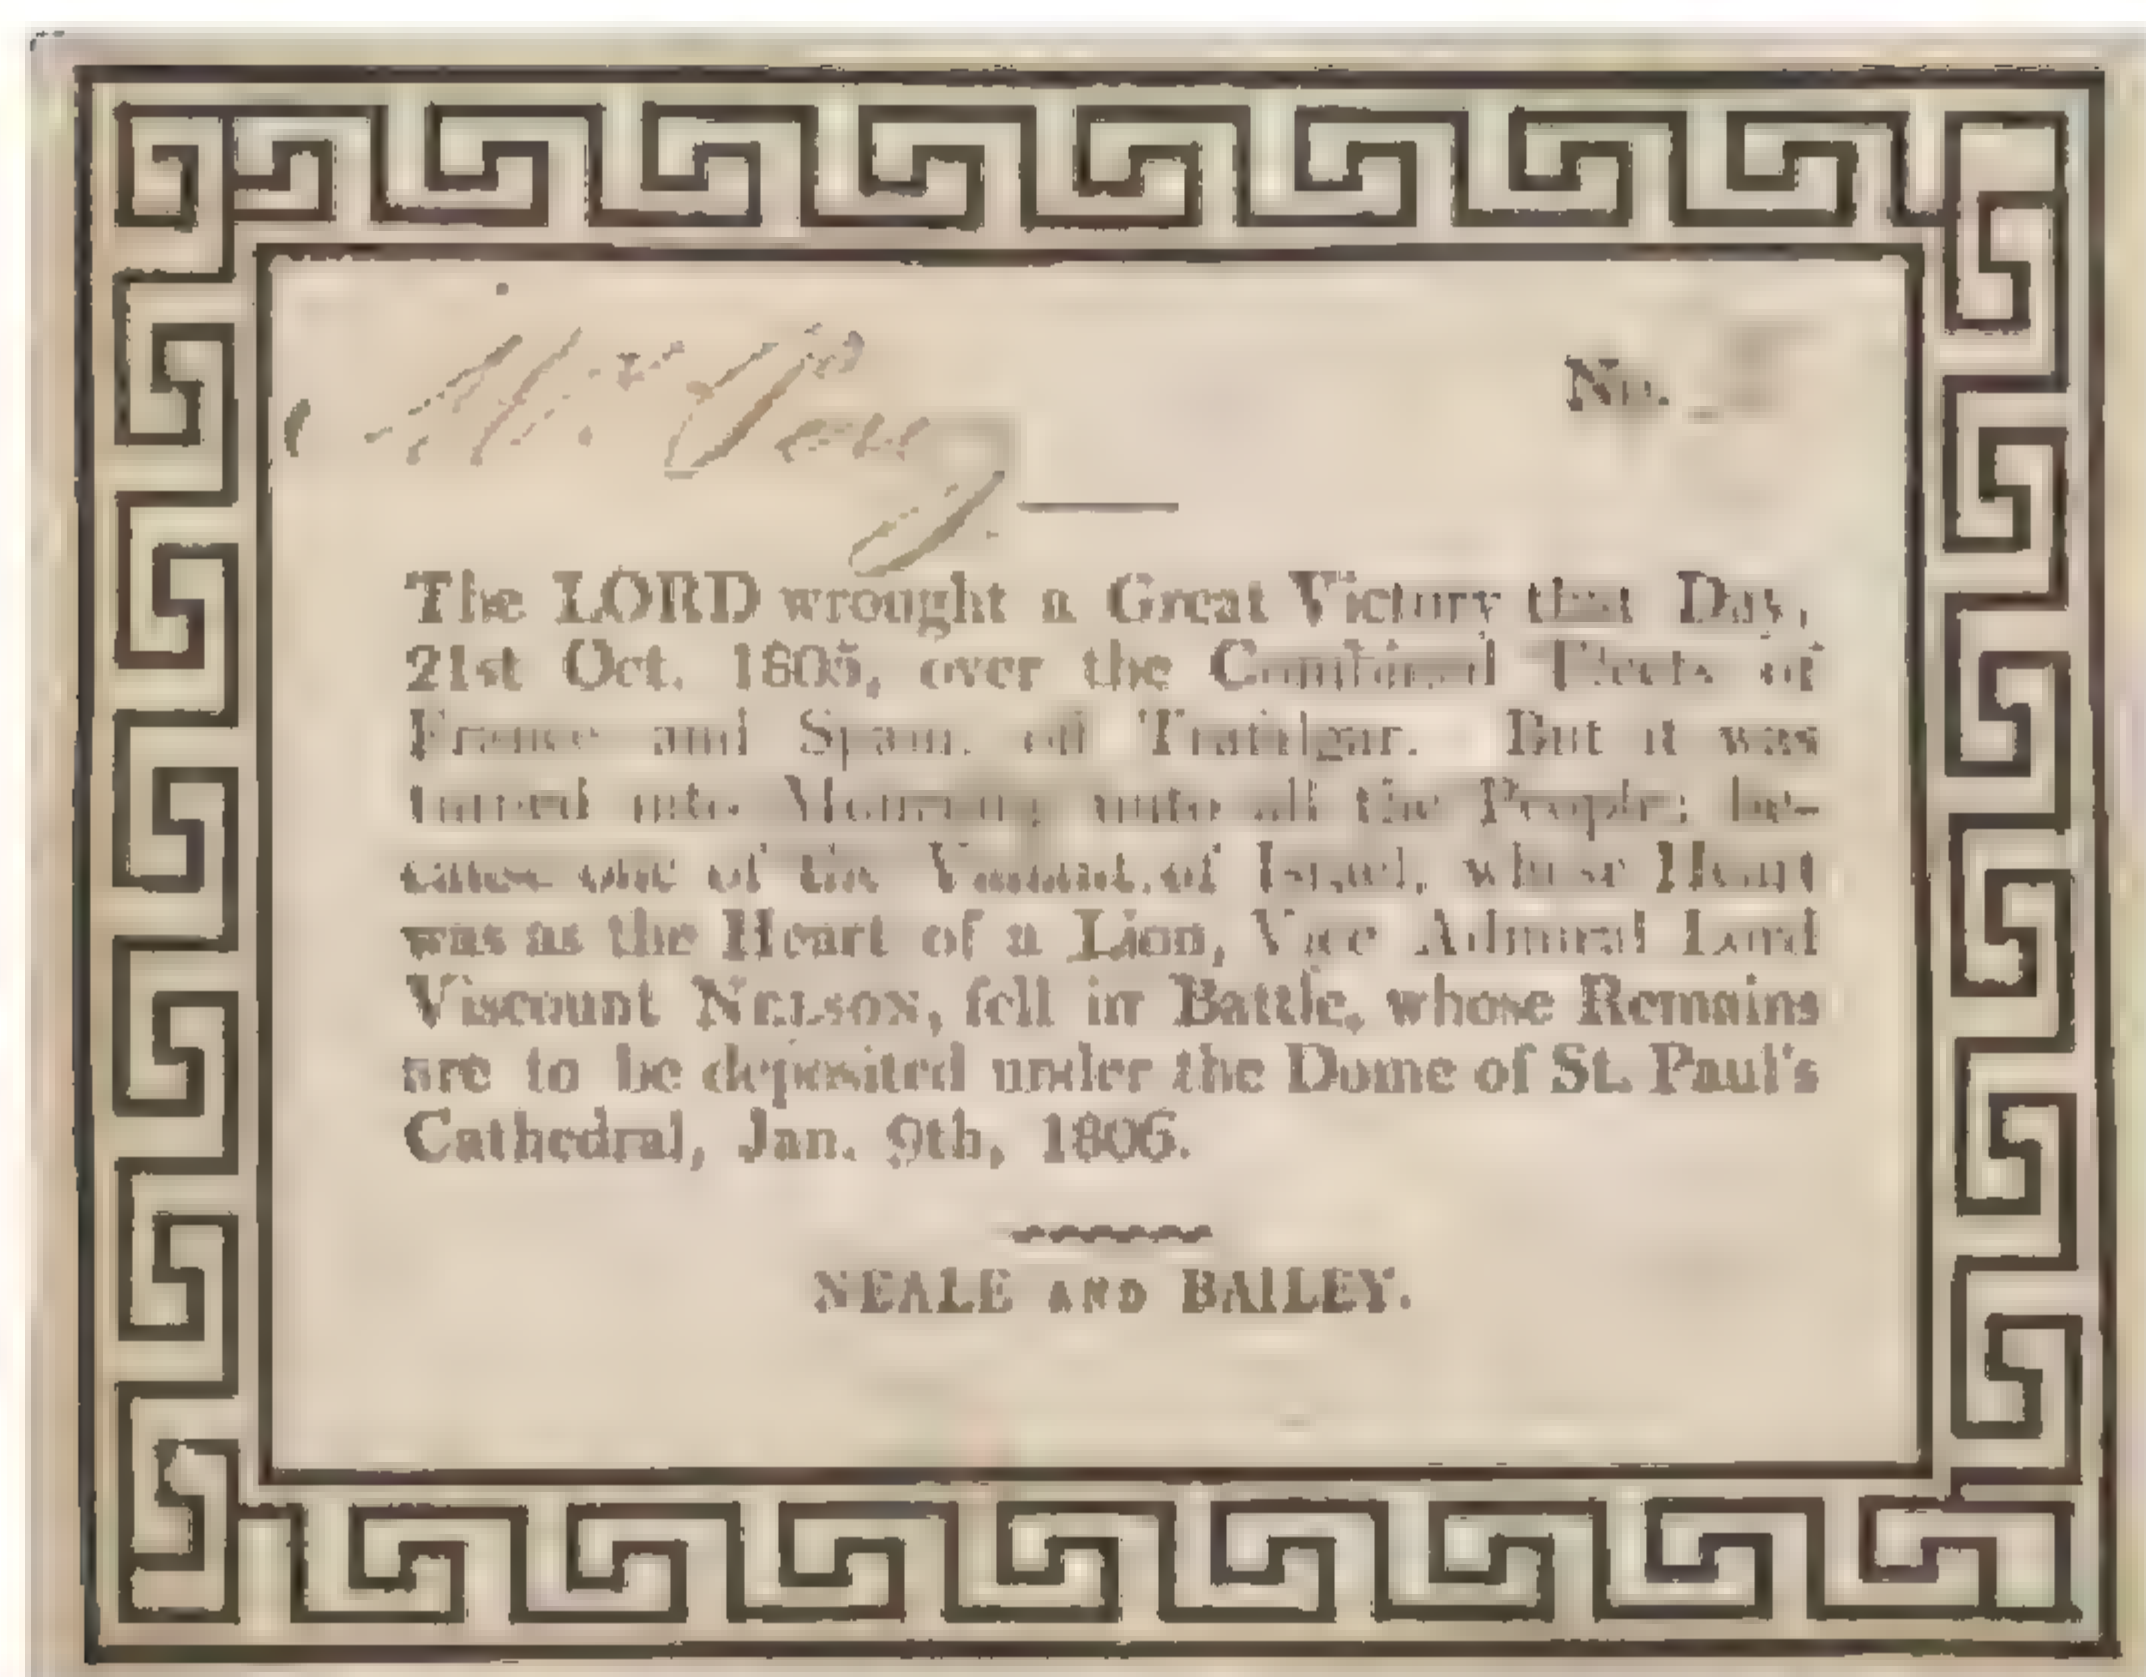 No.
The LORD wrought a Great Victory that Day,
21st Oct. 1805, over the Combined Fleets of
France and Spain, off Trafalgar. But it was
turned into Mourning unto all the People; be-
cause one of the Valiant of Israel, whose Heart
was as the Heart of a Lion, Vice Admiral Lord
Viscount NELSON, fell in Battle, whose Remains
are to be deposited under the Dome of St. Paul's
Cathedral, Jan. 9th, 1806.
NEALE AND BAILEY.